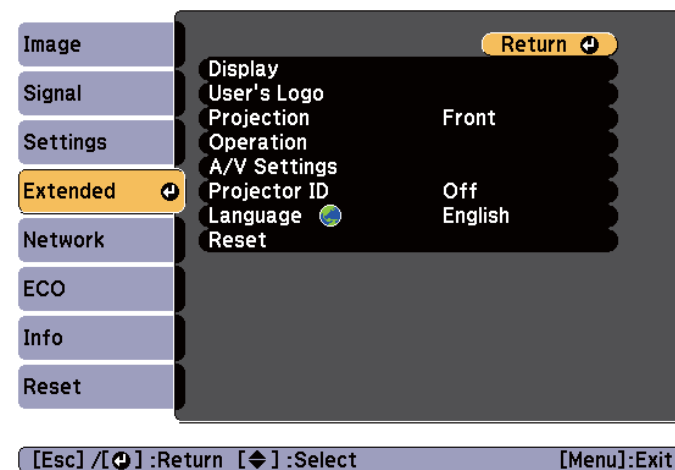 Image
Signal
Settings
Extended
Network
ECO
Info
Reset
Return
Display
User's Logo
Projection Front
Operation
A/V Settings
Projector ID Off
Language English
Reset
[Esc] /[ ] :Return [ ] :Select [Menu]:Exit